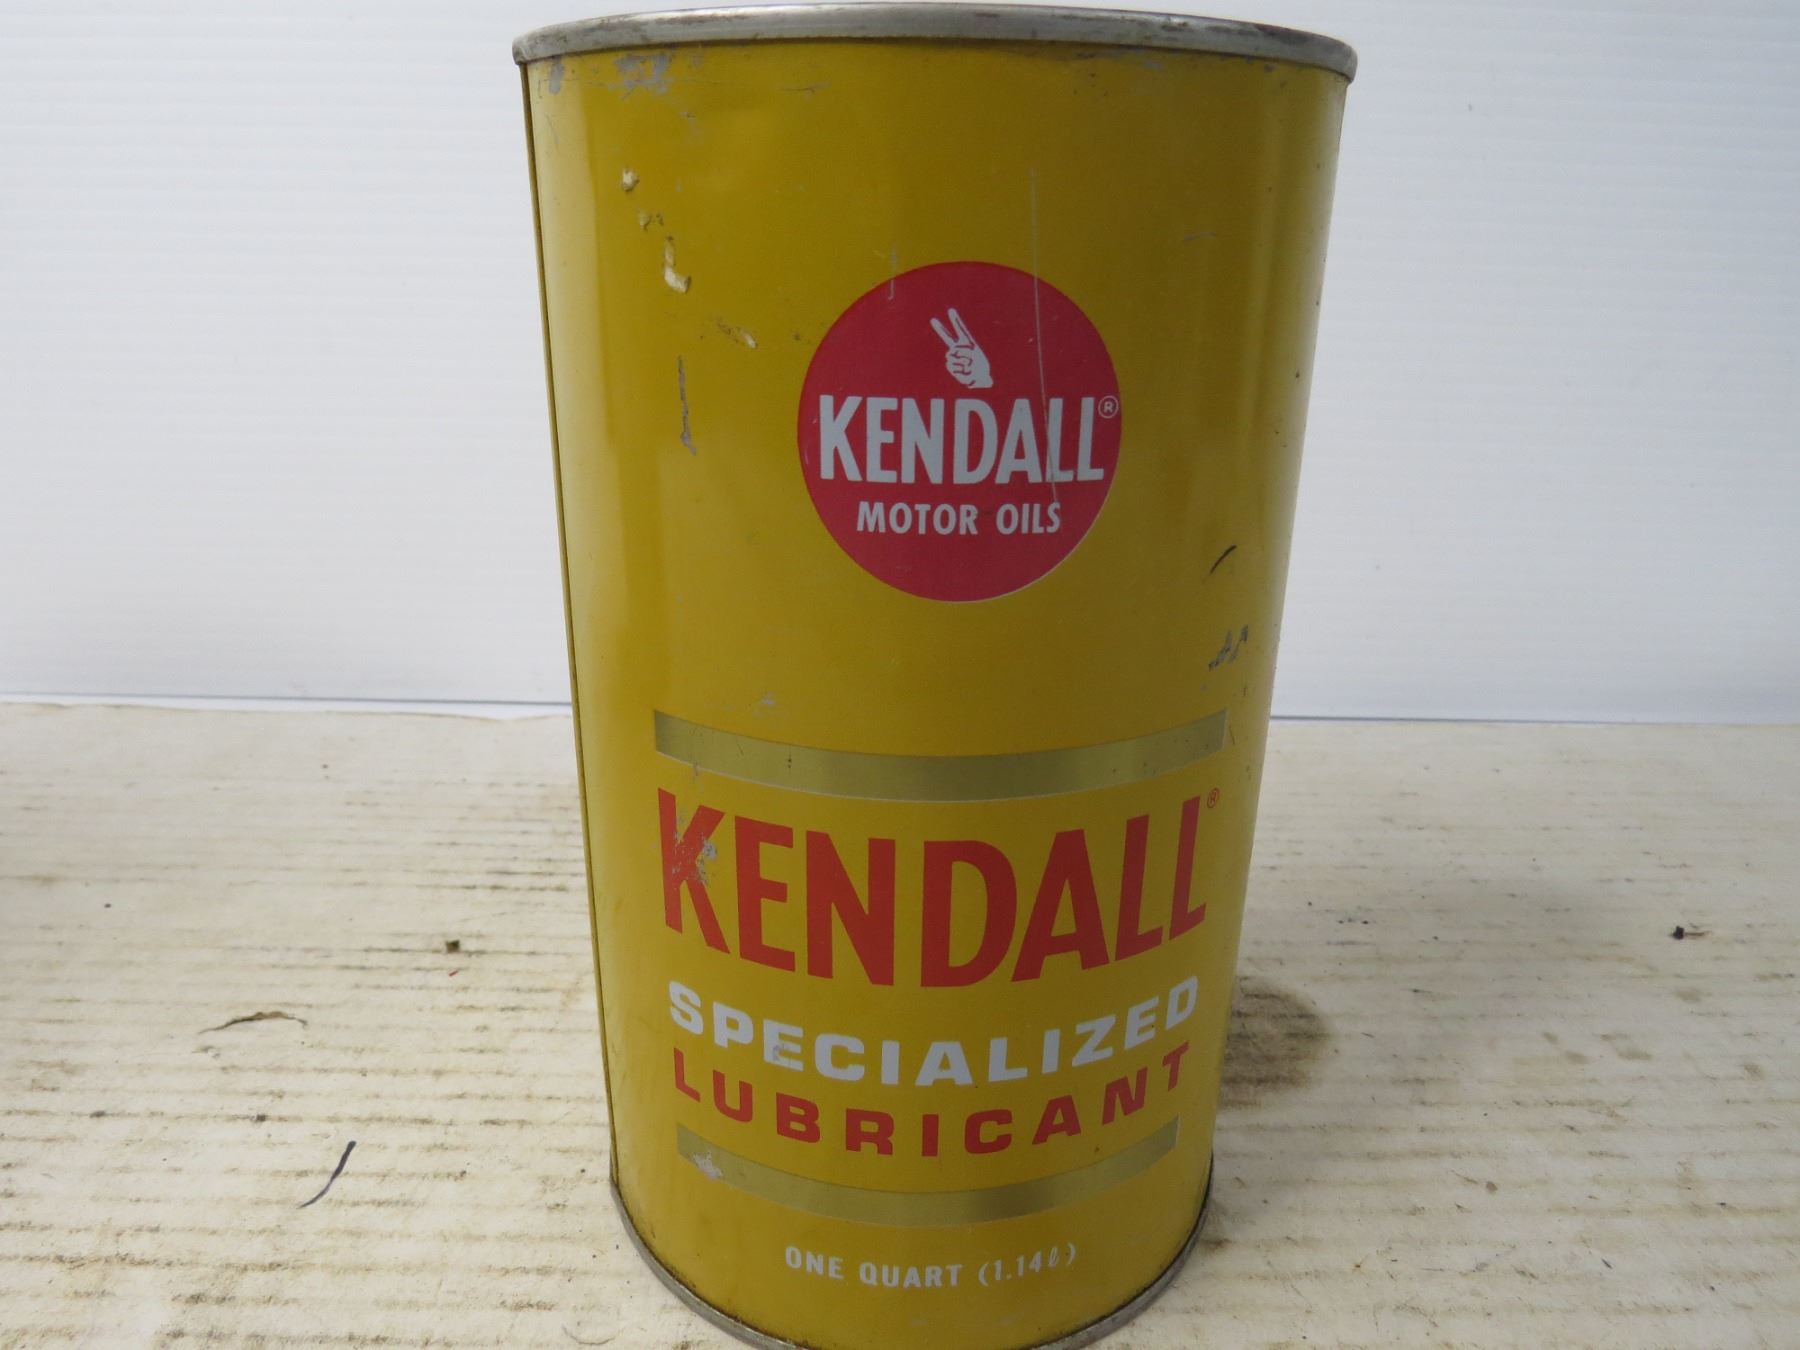 KENDALL®
MOTOR OILS
KENDALL®
SPECIALIZED
LUBRICANT
ONE QUART (1.14ℓ)